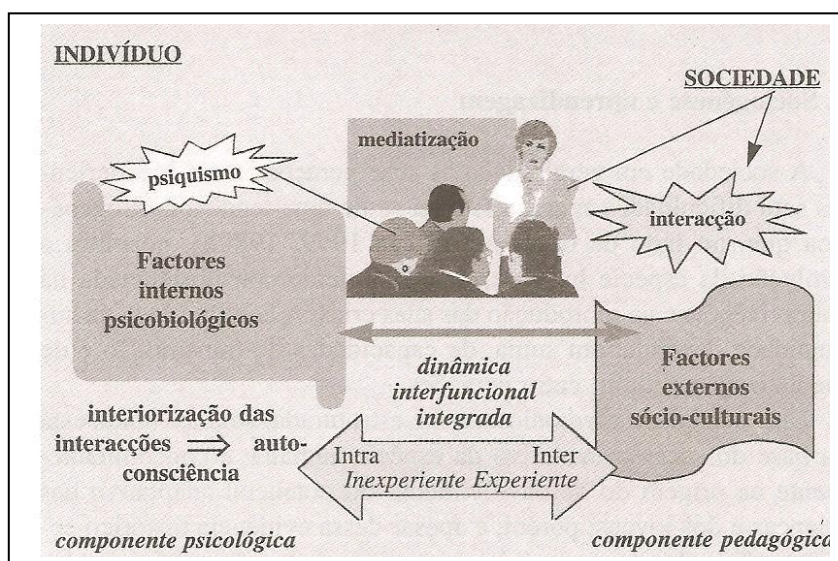 INDIVÍDUO
SOCIEDADE
mediatização
psiquismo
interacção
Factores
internos
psicobiológicos
Factores
externos
sócio-culturais
dinâmica
interfuncional
integrada
interiorização das
interacções ⇒ auto-
consciência
Intra Inter
Inexperiente Experiente
componente psicológica
componente pedagógica